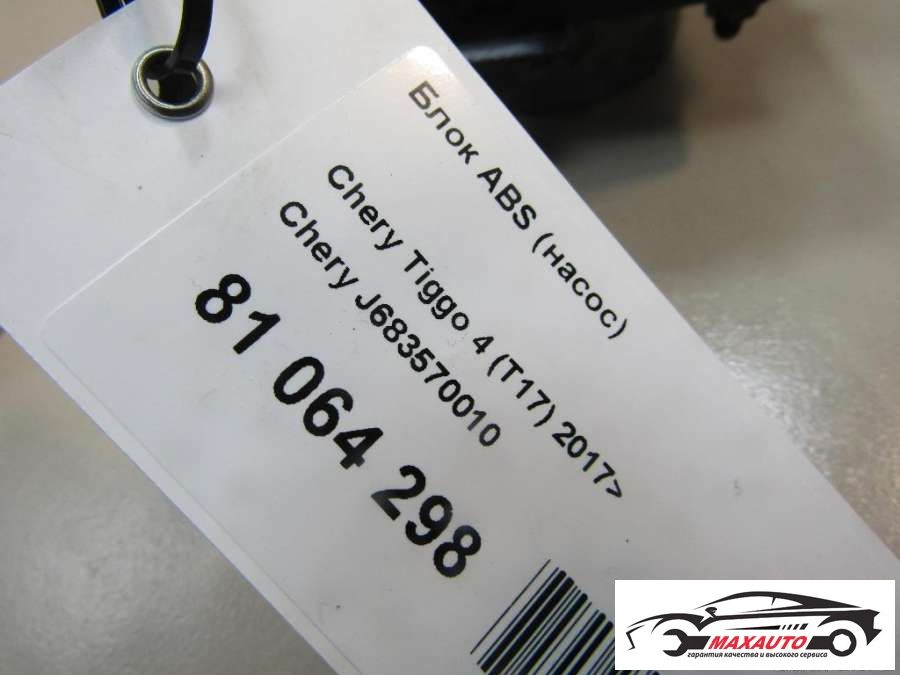 Блок ABS (насос)
Chery Tiggo 4 (T17) 2017>
Chery J683570010
81 064 298
MAXAUTO
гарантия качества и высокого сервиса